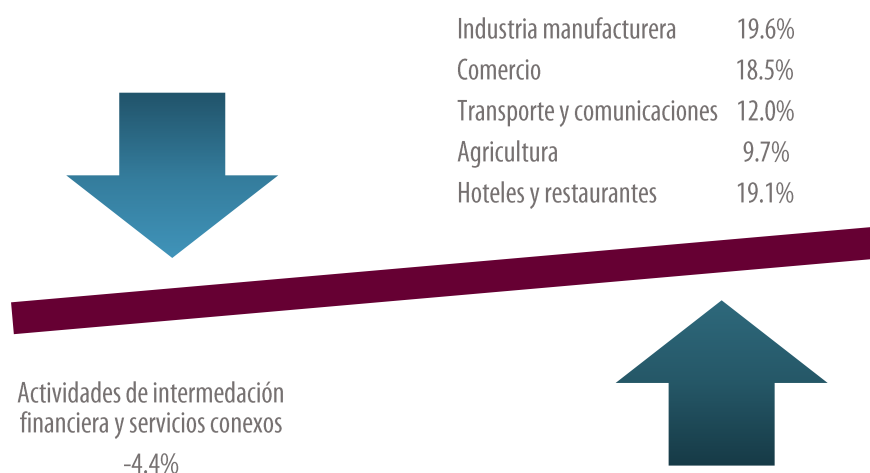 Industria manufacturera 19.6%
Comercio 18.5%
Transporte y comunicaciones 12.0%
Agricultura 9.7%
Hoteles y restaurantes 19.1%
Actividades de intermedación
financiera y servicios conexos
-4.4%